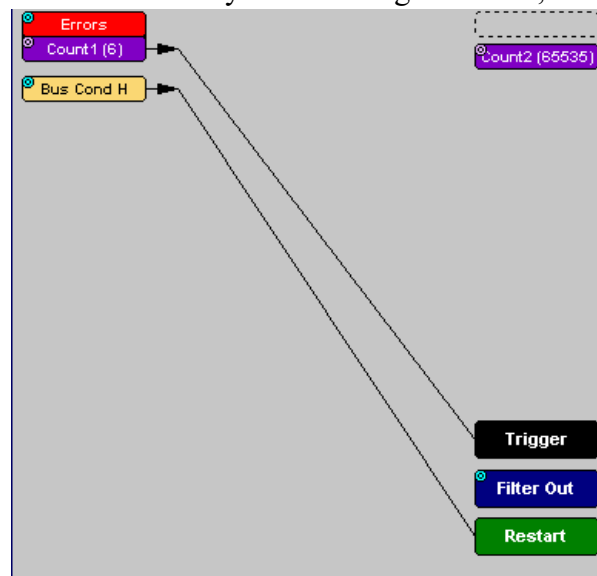 Errors
Count1 (6)
Count2 (65535)
Bus Cond H
Trigger
Filter Out
Restart